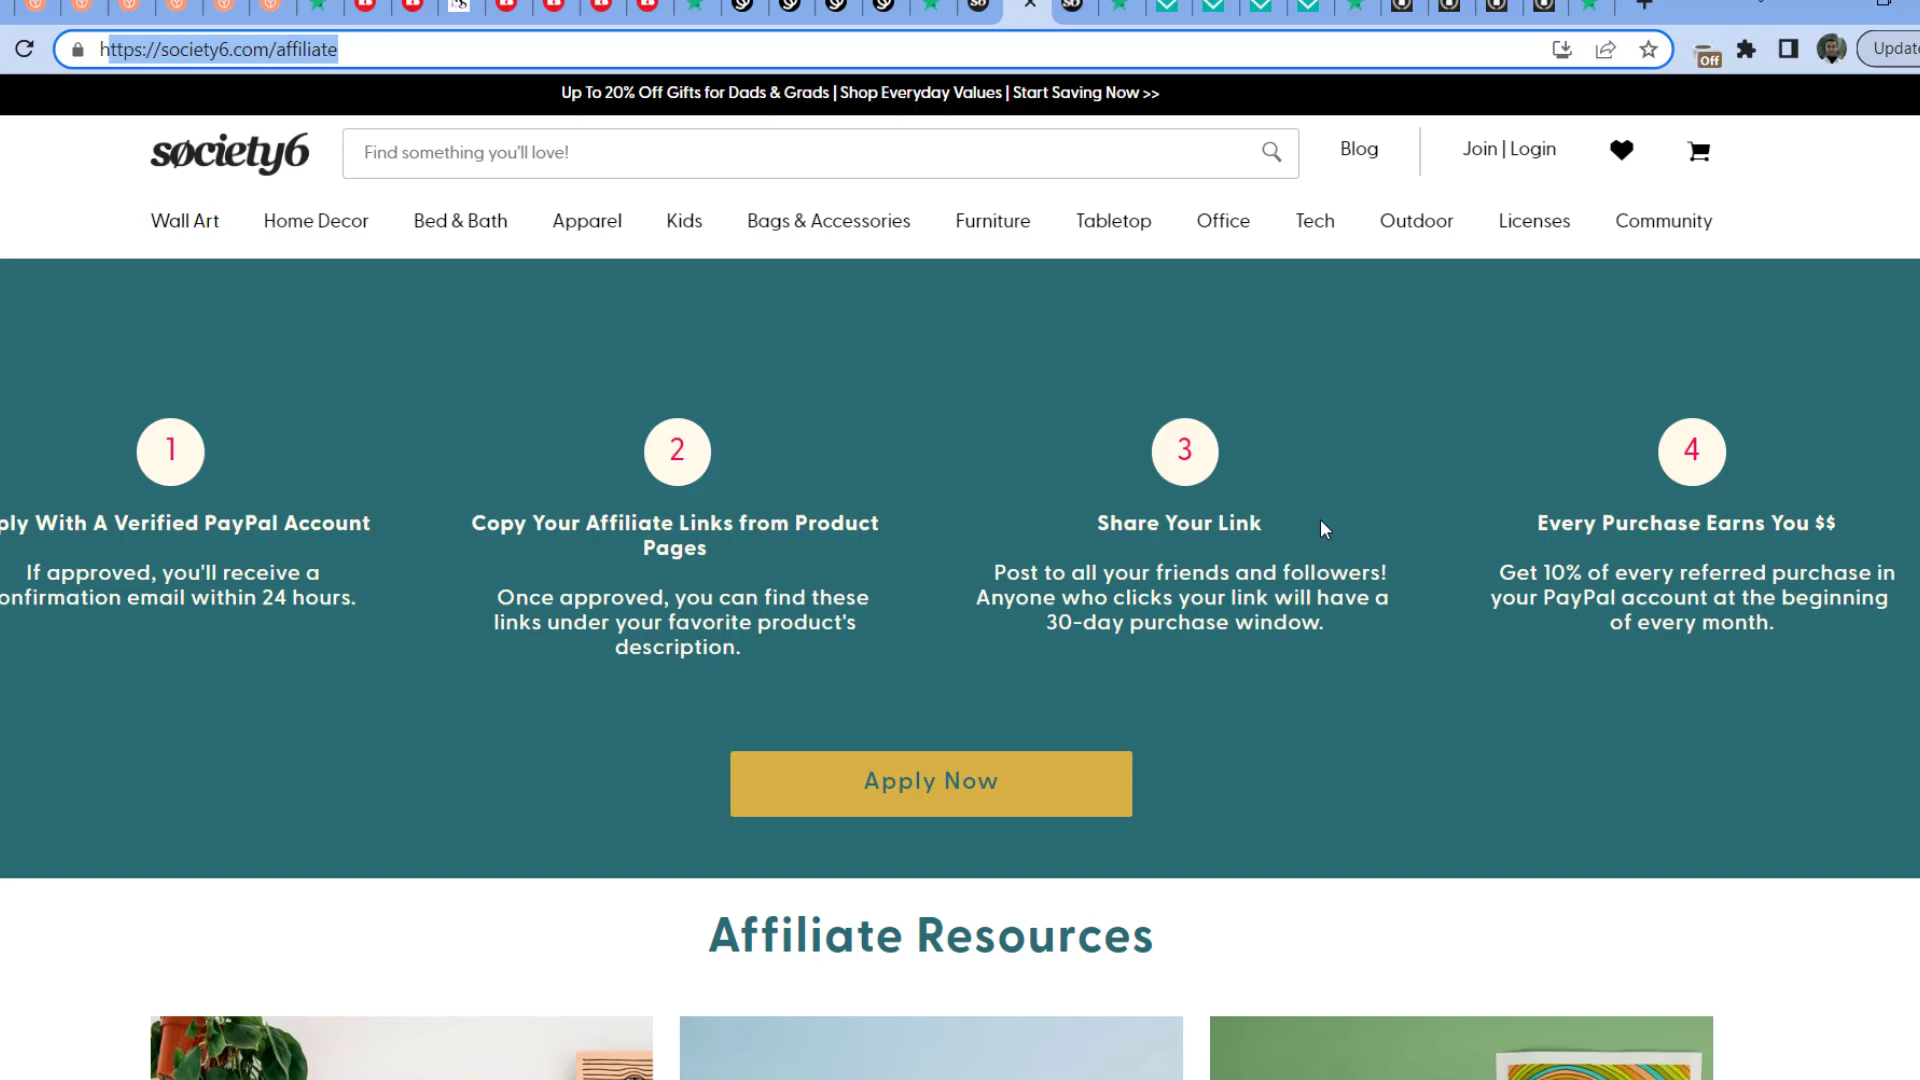 https://society6.com/affiliate
Off
Update
Up To 20% Off Gifts for Dads & Grads | Shop Everyday Values | Start Saving Now >>
society6
Find something you'll love!
Blog
Join | Login
Wall Art
Home Decor
Bed & Bath
Apparel
Kids
Bags & Accessories
Furniture
Tabletop
Office
Tech
Outdoor
Licenses
Community
1
ply With A Verified PayPal Account
If approved, you'll receive a
onfirmation email within 24 hours.
2
Copy Your Affiliate Links from Product
Pages
Once approved, you can find these
links under your favorite product's
description.
3
Share Your Link
Post to all your friends and followers!
Anyone who clicks your link will have a
30-day purchase window.
4
Every Purchase Earns You $$
Get 10% of every referred purchase in
your PayPal account at the beginning
of every month.
Apply Now
Affiliate Resources